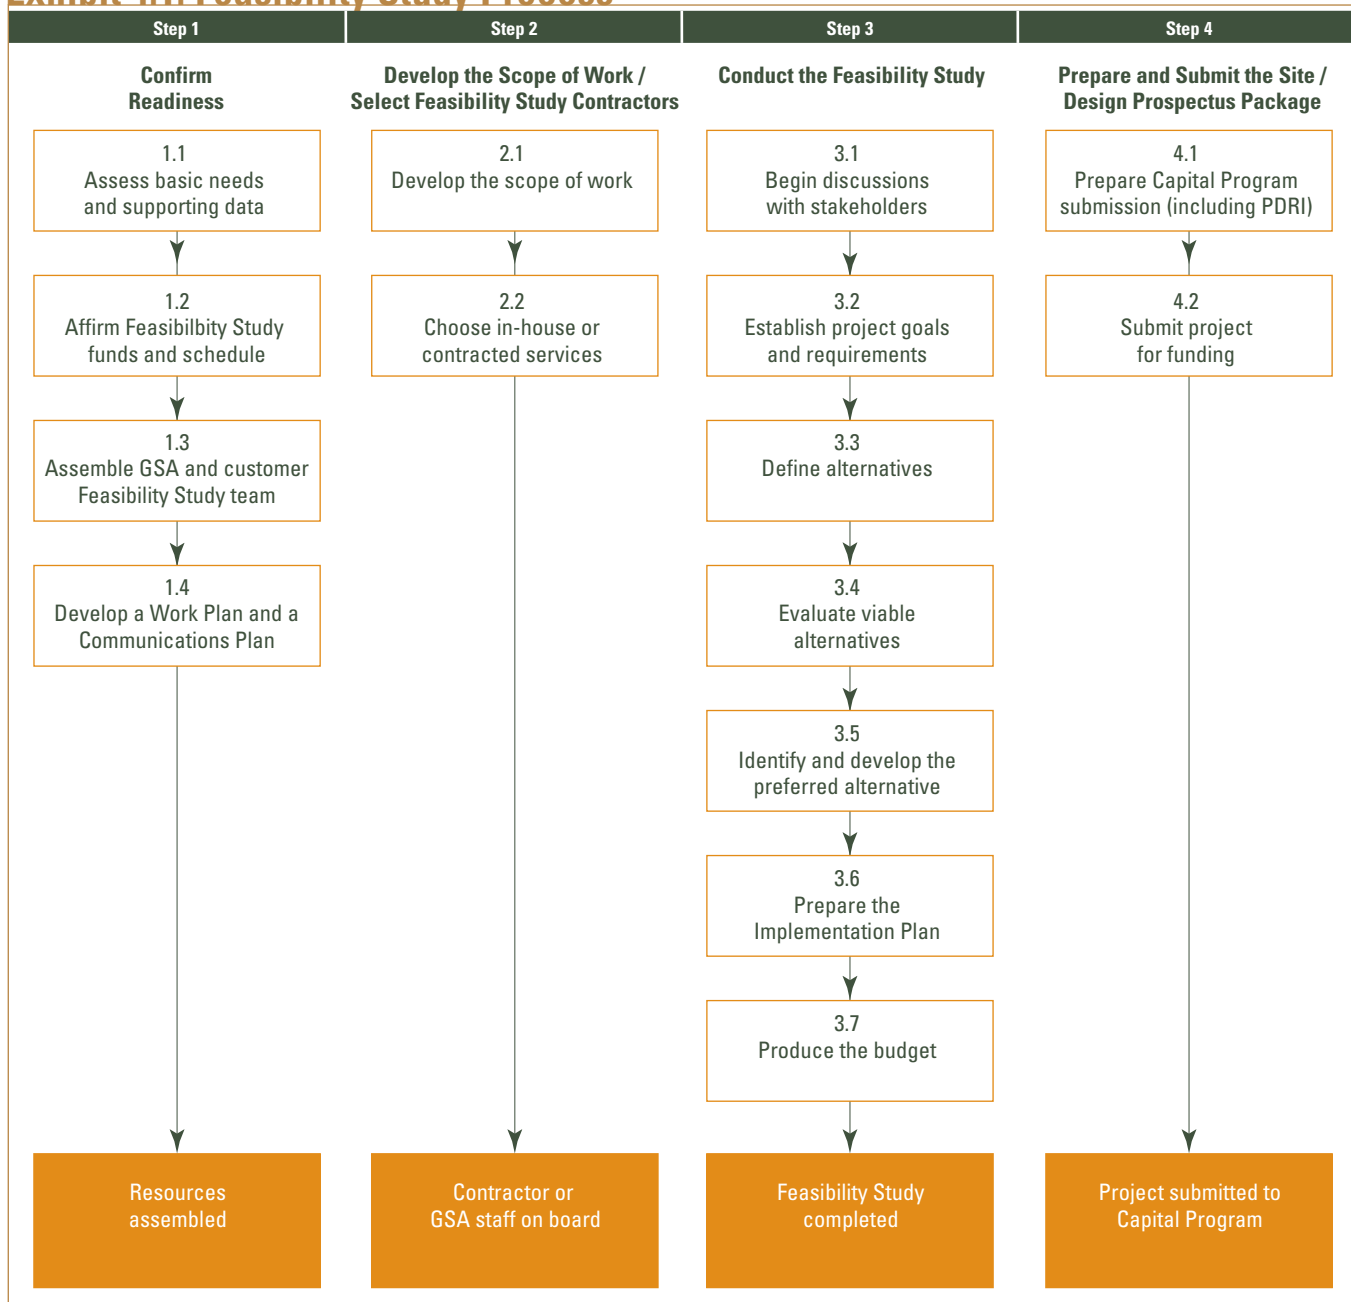 Exhibit 4.1: Feasibility Study Process
Step 1
Confirm
Readiness
1.1
Assess basic needs
and supporting data
1.2
Affirm Feasibilbity Study
funds and schedule
1.3
Assemble GSA and customer
Feasibility Study team
1.4
Develop a Work Plan and a
Communications Plan
Resources
assembled
Step 2
Develop the Scope of Work /
Select Feasibility Study Contractors
2.1
Develop the scope of work
2.2
Choose in-house or
contracted services
Contractor or
GSA staff on board
Step 3
Conduct the Feasibility Study
3.1
Begin discussions
with stakeholders
3.2
Establish project goals
and requirements
3.3
Define alternatives
3.4
Evaluate viable
alternatives
3.5
Identify and develop the
preferred alternative
3.6
Prepare the
Implementation Plan
3.7
Produce the budget
Feasibility Study
completed
Step 4
Prepare and Submit the Site /
Design Prospectus Package
4.1
Prepare Capital Program
submission (including PDRI)
4.2
Submit project
for funding
Project submitted to
Capital Program